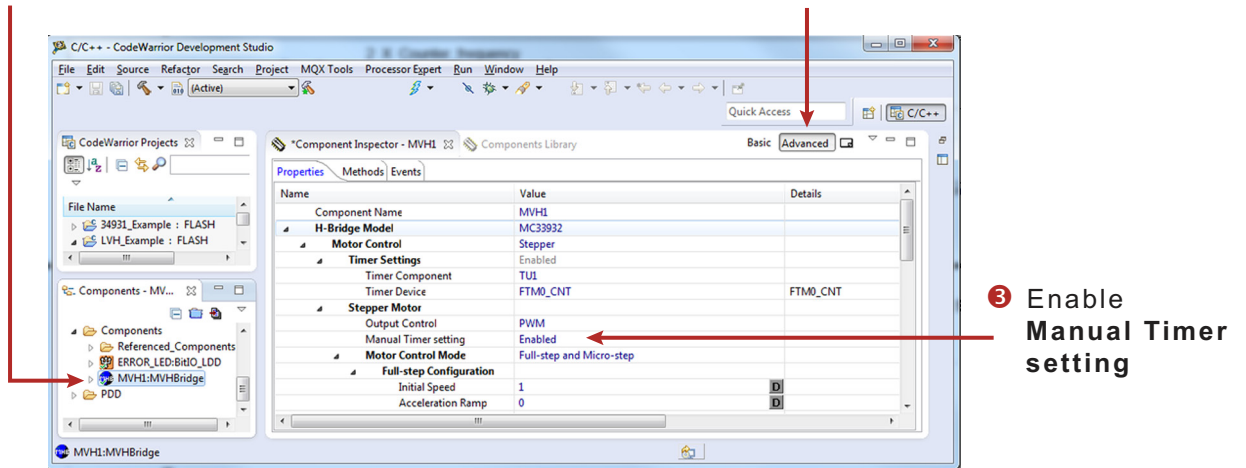 C/C++ - CodeWarrior Development Studio
2 X Counter frequency
File Edit Source Refactor Search Project MQX Tools Processor Expert Run Window Help
(Active)
Quick Access
C/C++
CodeWarrior Projects
File Name
34931_Example : FLASH
LVH_Example : FLASH
Components - MV...
Components
Referenced_Components
ERROR_LED:BitIO_LDD
MVH1:MVHBridge
PDD
*Component Inspector - MVH1 Components Library Basic Advanced
Properties Methods Events
Name Value Details
Component Name MVH1
H-Bridge Model MC33932
Motor Control Stepper
Timer Settings Enabled
Timer Component TU1
Timer Device FTM0_CNT FTM0_CNT
Stepper Motor
Output Control PWM
Manual Timer setting Enabled
Motor Control Mode Full-step and Micro-step
Full-step Configuration
Initial Speed 1 D
Acceleration Ramp 0 D
MVH1:MVHBridge
❸ Enable
Manual Timer
setting